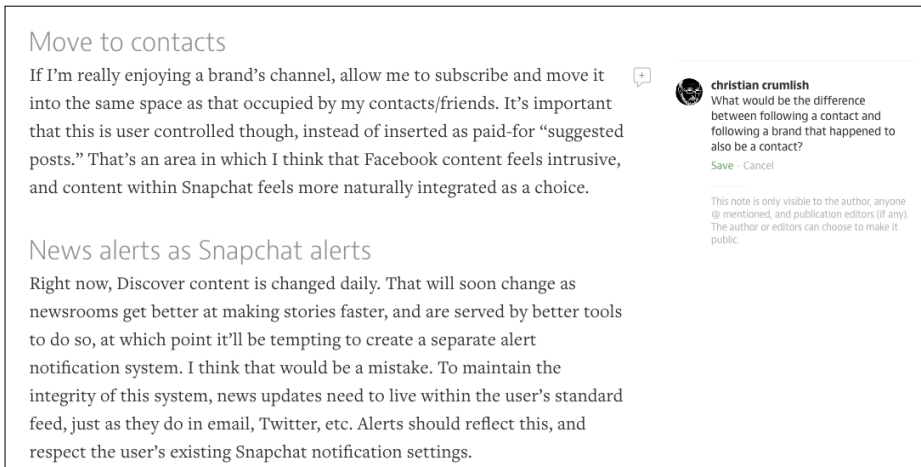 Move to contacts
If I’m really enjoying a brand’s channel, allow me to subscribe and move it
into the same space as that occupied by my contacts/friends. It’s important
that this is user controlled though, instead of inserted as paid-for “suggested
posts.” That’s an area in which I think that Facebook content feels intrusive,
and content within Snapchat feels more naturally integrated as a choice.
christian crumlish
What would be the difference
between following a contact and
following a brand that happened to
also be a contact?
Save · Cancel
This note is only visible to the author, anyone
@ mentioned, and publication editors (if any).
The author or editors can choose to make it
public.
News alerts as Snapchat alerts
Right now, Discover content is changed daily. That will soon change as
newsrooms get better at making stories faster, and are served by better tools
to do so, at which point it’ll be tempting to create a separate alert
notification system. I think that would be a mistake. To maintain the
integrity of this system, news updates need to live within the user’s standard
feed, just as they do in email, Twitter, etc. Alerts should reflect this, and
respect the user’s existing Snapchat notification settings.